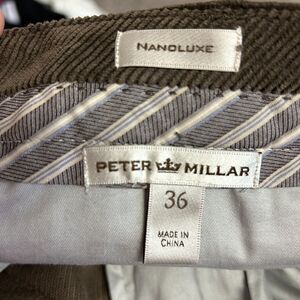 NANOLUXE
PETER MILLAR
36
MADE IN
CHINA